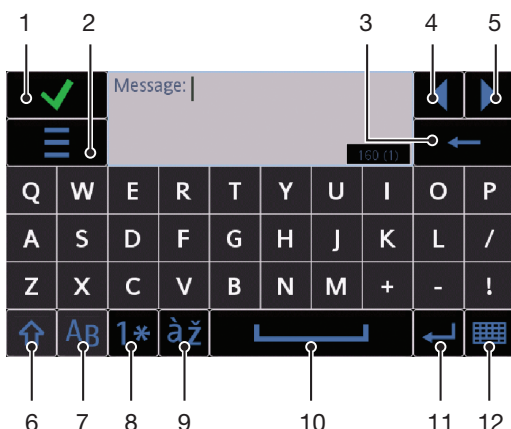 1 2 3 4 5
Message:
160 (1)
Q W E R T Y U I O P
A S D F G H J K L /
Z X C V B N M + - !
AB 1* àž
6 7 8 9 10 11 12